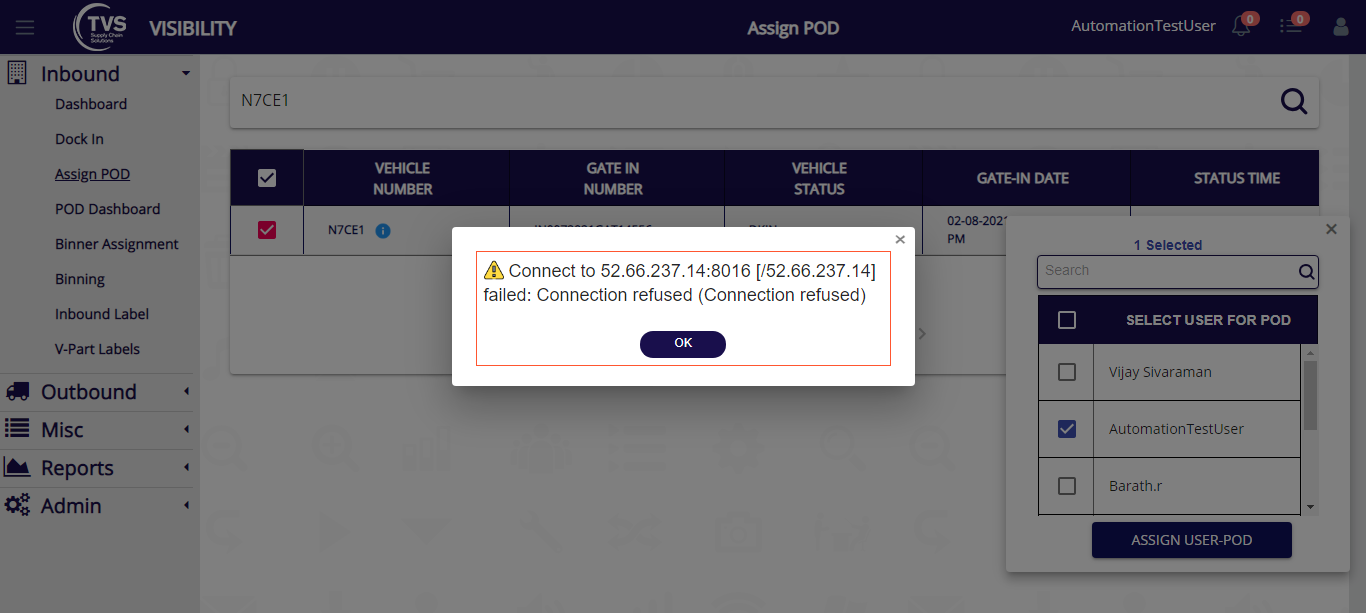 TVS
Supply Chain
Solutions
VISIBILITY
Assign POD
AutomationTestUser
0
0
Inbound
Dashboard
Dock In
Assign POD
POD Dashboard
Binner Assignment
Binning
Inbound Label
V-Part Labels
Outbound
Misc
Reports
Admin
N7CE1
VEHICLE
NUMBER
GATE IN
NUMBER
VEHICLE
STATUS
GATE-IN DATE
STATUS TIME
N7CE1
02-08-2021
PM
Connect to 52.66.237.14:8016 [/52.66.237.14]
failed: Connection refused (Connection refused)
OK
1 Selected
Search
SELECT USER FOR POD
Vijay Sivaraman
AutomationTestUser
Barath.r
ASSIGN USER-POD